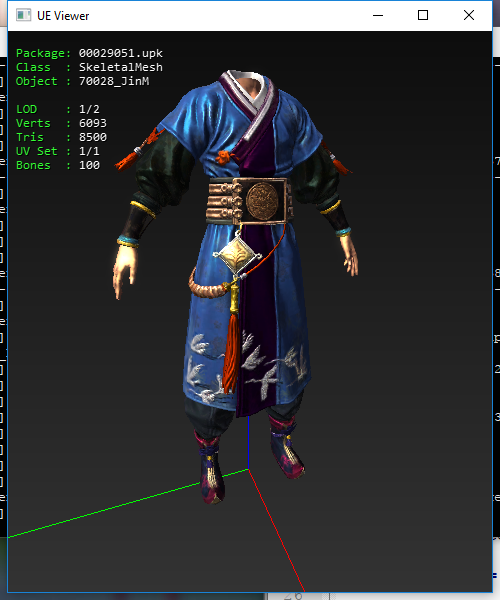 UE Viewer
Package: 00029051.upk
Class : SkeletalMesh
Object : 70028_JinM
LOD : 1/2
Verts : 6093
Tris : 8500
UV Set : 1/1
Bones : 100